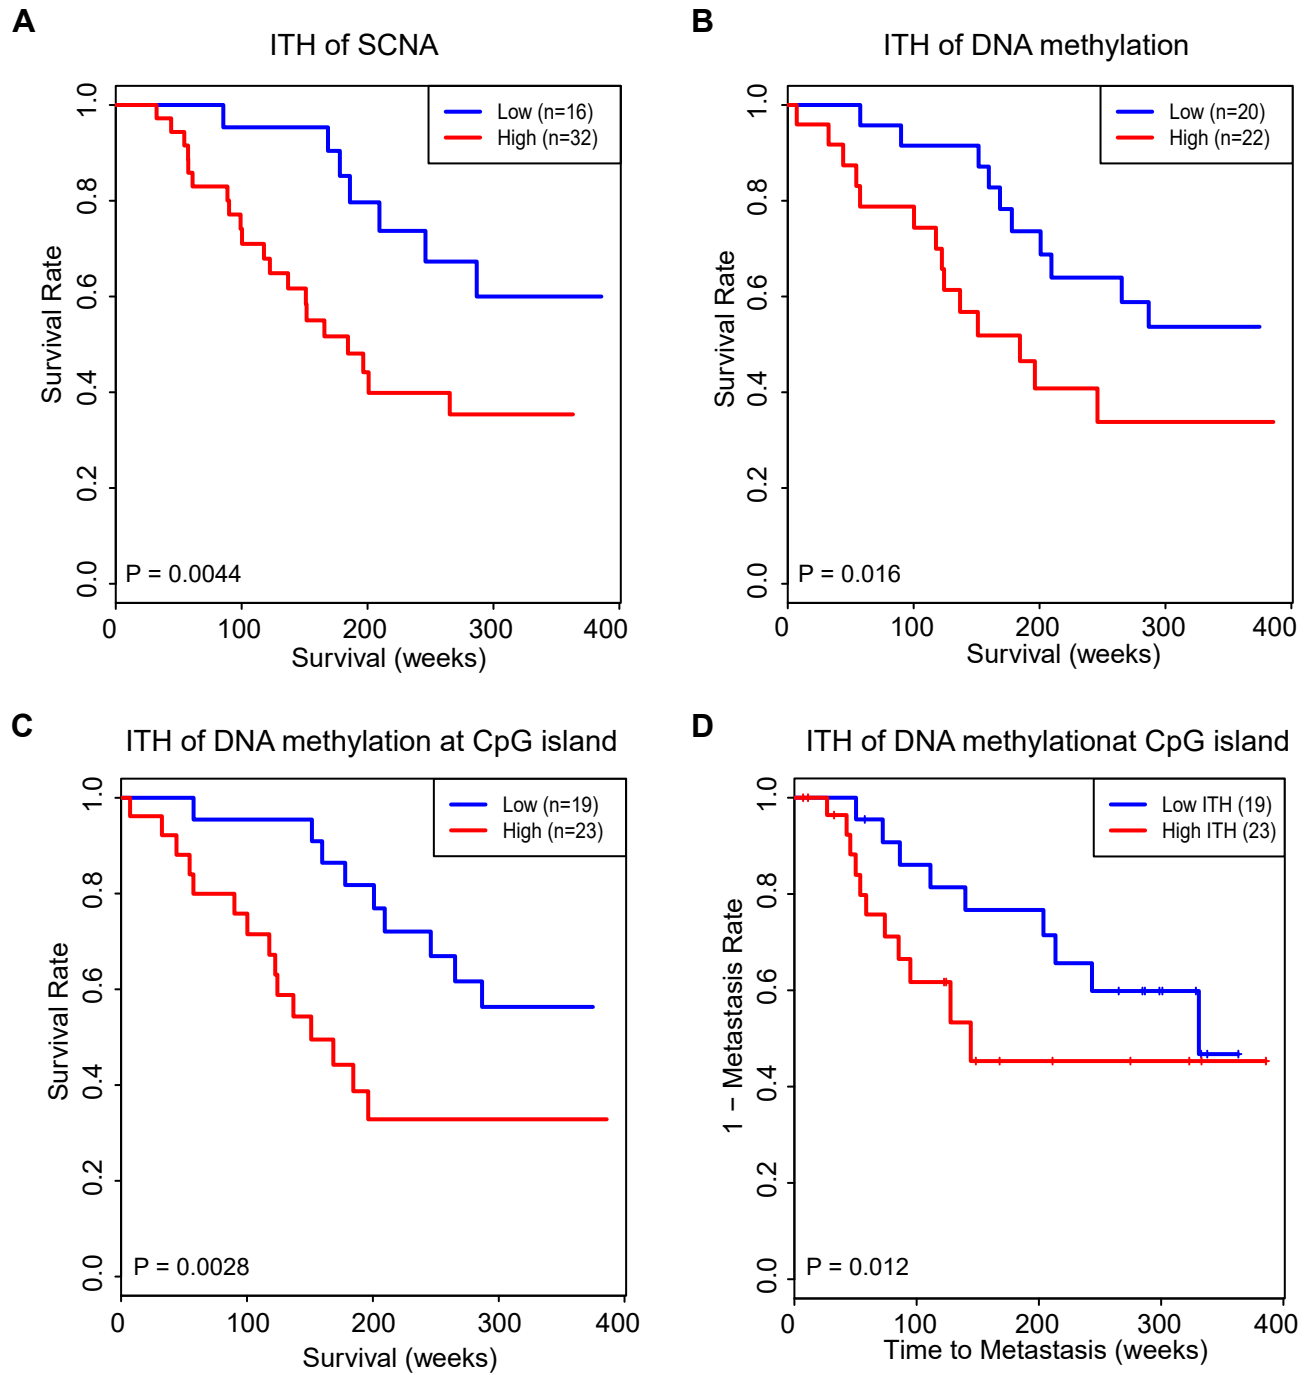 A
ITH of SCNA
Low (n=16)
High (n=32)
Survival Rate
1.0
0.8
0.6
0.4
0.2
0.0
P = 0.0044
0 100 200 300 400
Survival (weeks)
B
ITH of DNA methylation
Low (n=20)
High (n=22)
Survival Rate
1.0
0.8
0.6
0.4
0.2
0.0
P = 0.016
0 100 200 300 400
Survival (weeks)
C
ITH of DNA methylation at CpG island
Low (n=19)
High (n=23)
Survival Rate
1.0
0.8
0.6
0.4
0.2
0.0
P = 0.0028
0 100 200 300 400
Survival (weeks)
D
ITH of DNA methylationat CpG island
Low ITH (19)
High ITH (23)
1 − Metastasis Rate
1.0
0.8
0.6
0.4
0.2
0.0
P = 0.012
0 100 200 300 400
Time to Metastasis (weeks)